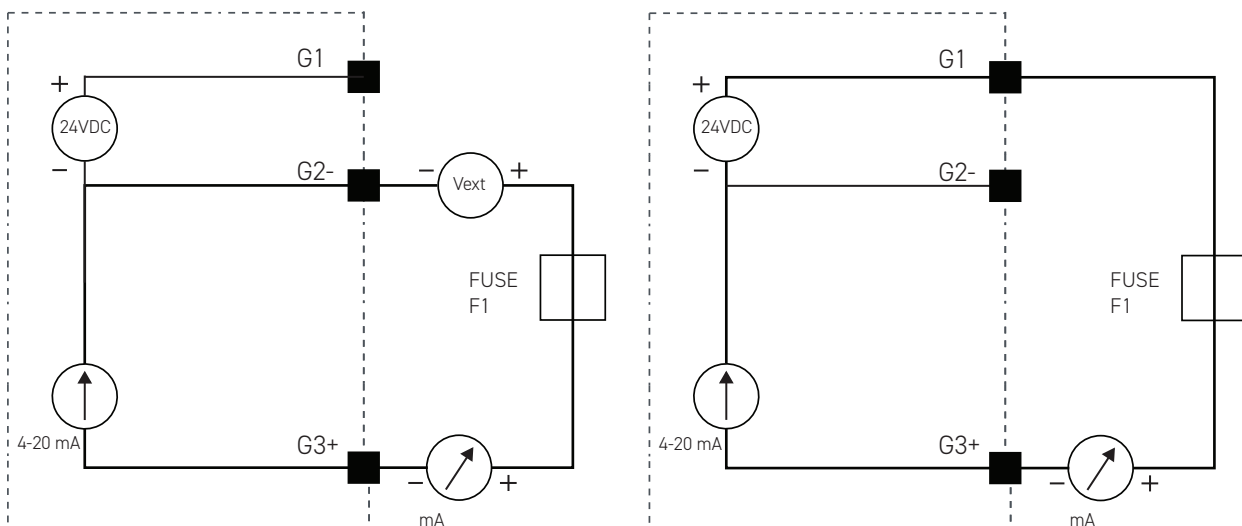 G1
+
24VDC
−
G2-
−
Vext
+
FUSE
F1
4-20 mA
G3+
−
+
mA
G1
+
24VDC
−
G2-
FUSE
F1
4-20 mA
G3+
−
+
mA